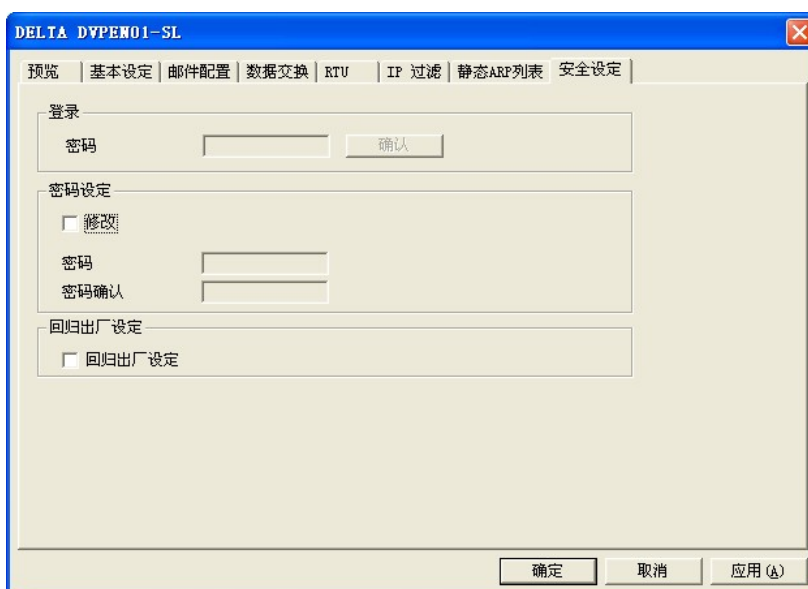 DELTA DVPEN01-SL
预览 基本设定 邮件配置 数据交换 RTU IP 过滤 静态ARP列表 安全设定
登录
密码 确认
密码设定
修改
密码
密码确认
回归出厂设定
回归出厂设定
确定 取消 应用(A)